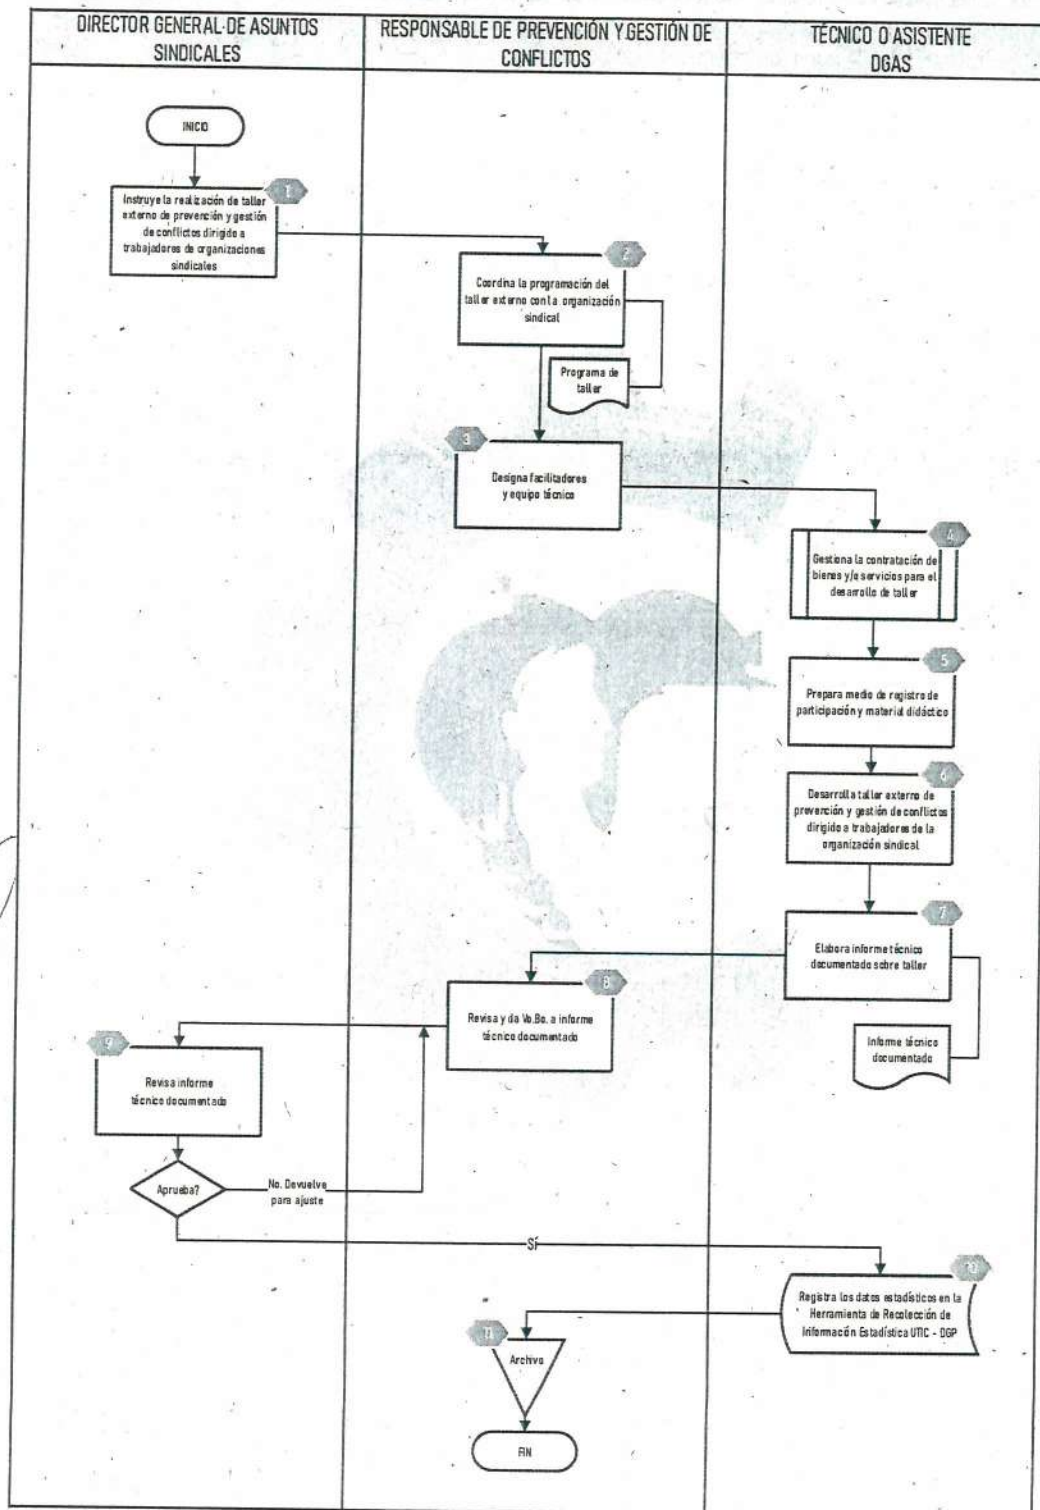 DIRECTOR GENERAL DE ASUNTOS
SINDICALES
RESPONSABLE DE PREVENCIÓN Y GESTIÓN DE
CONFLICTOS
TÉCNICO O ASISTENTE
DGAS
INICIO
1
Instruye la realización de taller
externo de prevención y gestión
de conflictos dirigido a
trabajadores de organizaciones
sindicales
2
Coordina la programación del
taller externo con la organización
sindical
Programa de
taller
3
Designa facilitadores
y equipo técnico
4
Gestiona la contratación de
bienes y/o servicios para el
desarrollo de taller
5
Prepara medio de registro de
participación y material didáctico
6
Desarrolla taller externo de
prevención y gestión de conflictos
dirigido a trabajadores de la
organización sindical
7
Elabora informe técnico
documentado sobre taller
Informe técnico
documentado
8
Revisa y da Vo.Bo. a informe
técnico documentado
9
Revisa informe
técnico documentado
Aprueba?
No. Devuelve
para ajuste
Sí
10
Registra los datos estadísticos en la
Herramienta de Recolección de
Información Estadística UTIC - DGP
11
Archivo
FIN